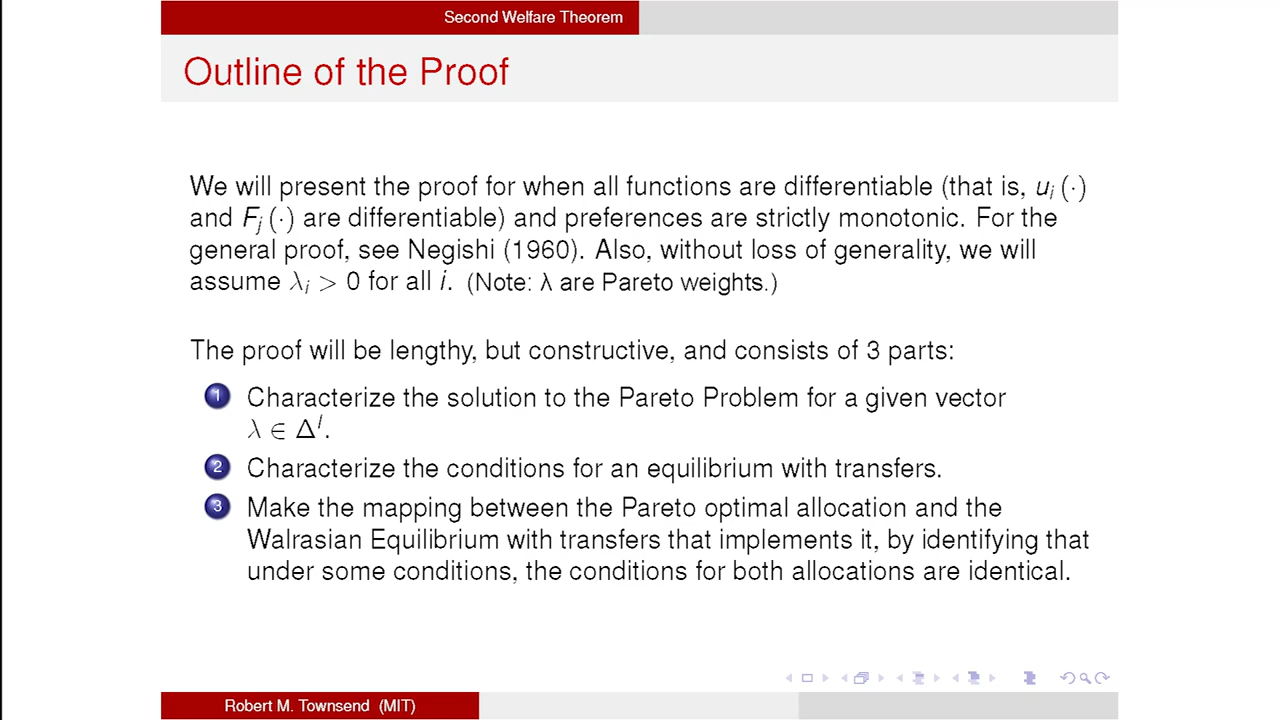 Second Welfare Theorem
Outline of the Proof
We will present the proof for when all functions are differentiable (that is, uᵢ (·)
and Fⱼ (·) are differentiable) and preferences are strictly monotonic. For the
general proof, see Negishi (1960). Also, without loss of generality, we will
assume λᵢ > 0 for all i. (Note: λ are Pareto weights.)
The proof will be lengthy, but constructive, and consists of 3 parts:
1 Characterize the solution to the Pareto Problem for a given vector
λ ∈ Δᴵ.
2 Characterize the conditions for an equilibrium with transfers.
3 Make the mapping between the Pareto optimal allocation and the
Walrasian Equilibrium with transfers that implements it, by identifying that
under some conditions, the conditions for both allocations are identical.
Robert M. Townsend (MIT)